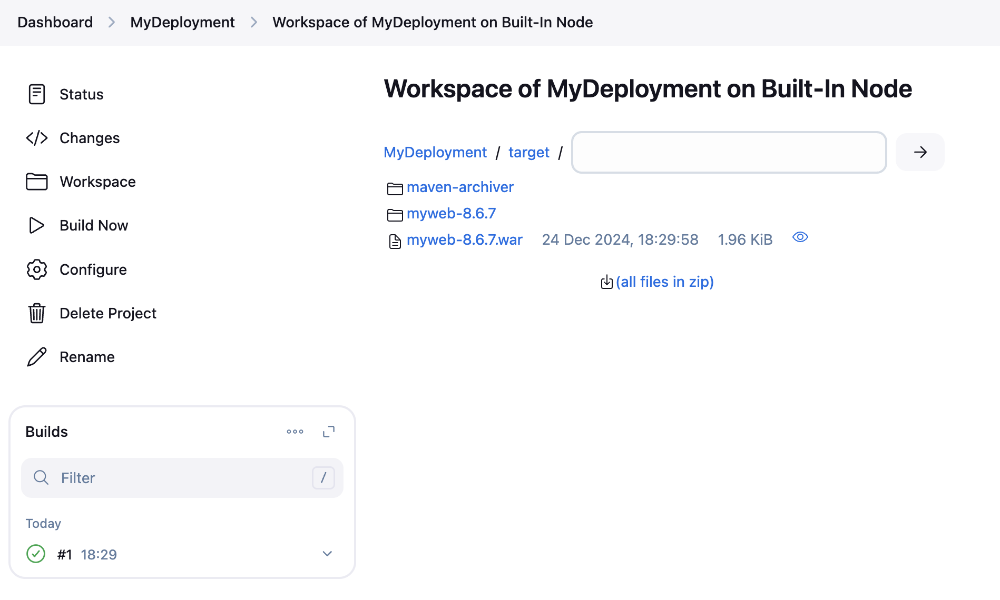 Dashboard > MyDeployment > Workspace of MyDeployment on Built-In Node
Status
Changes
Workspace
Build Now
Configure
Delete Project
Rename
Builds
Filter /
Today
#1 18:29
Workspace of MyDeployment on Built-In Node
MyDeployment / target /
maven-archiver
myweb-8.6.7
myweb-8.6.7.war 24 Dec 2024, 18:29:58 1.96 KiB
(all files in zip)